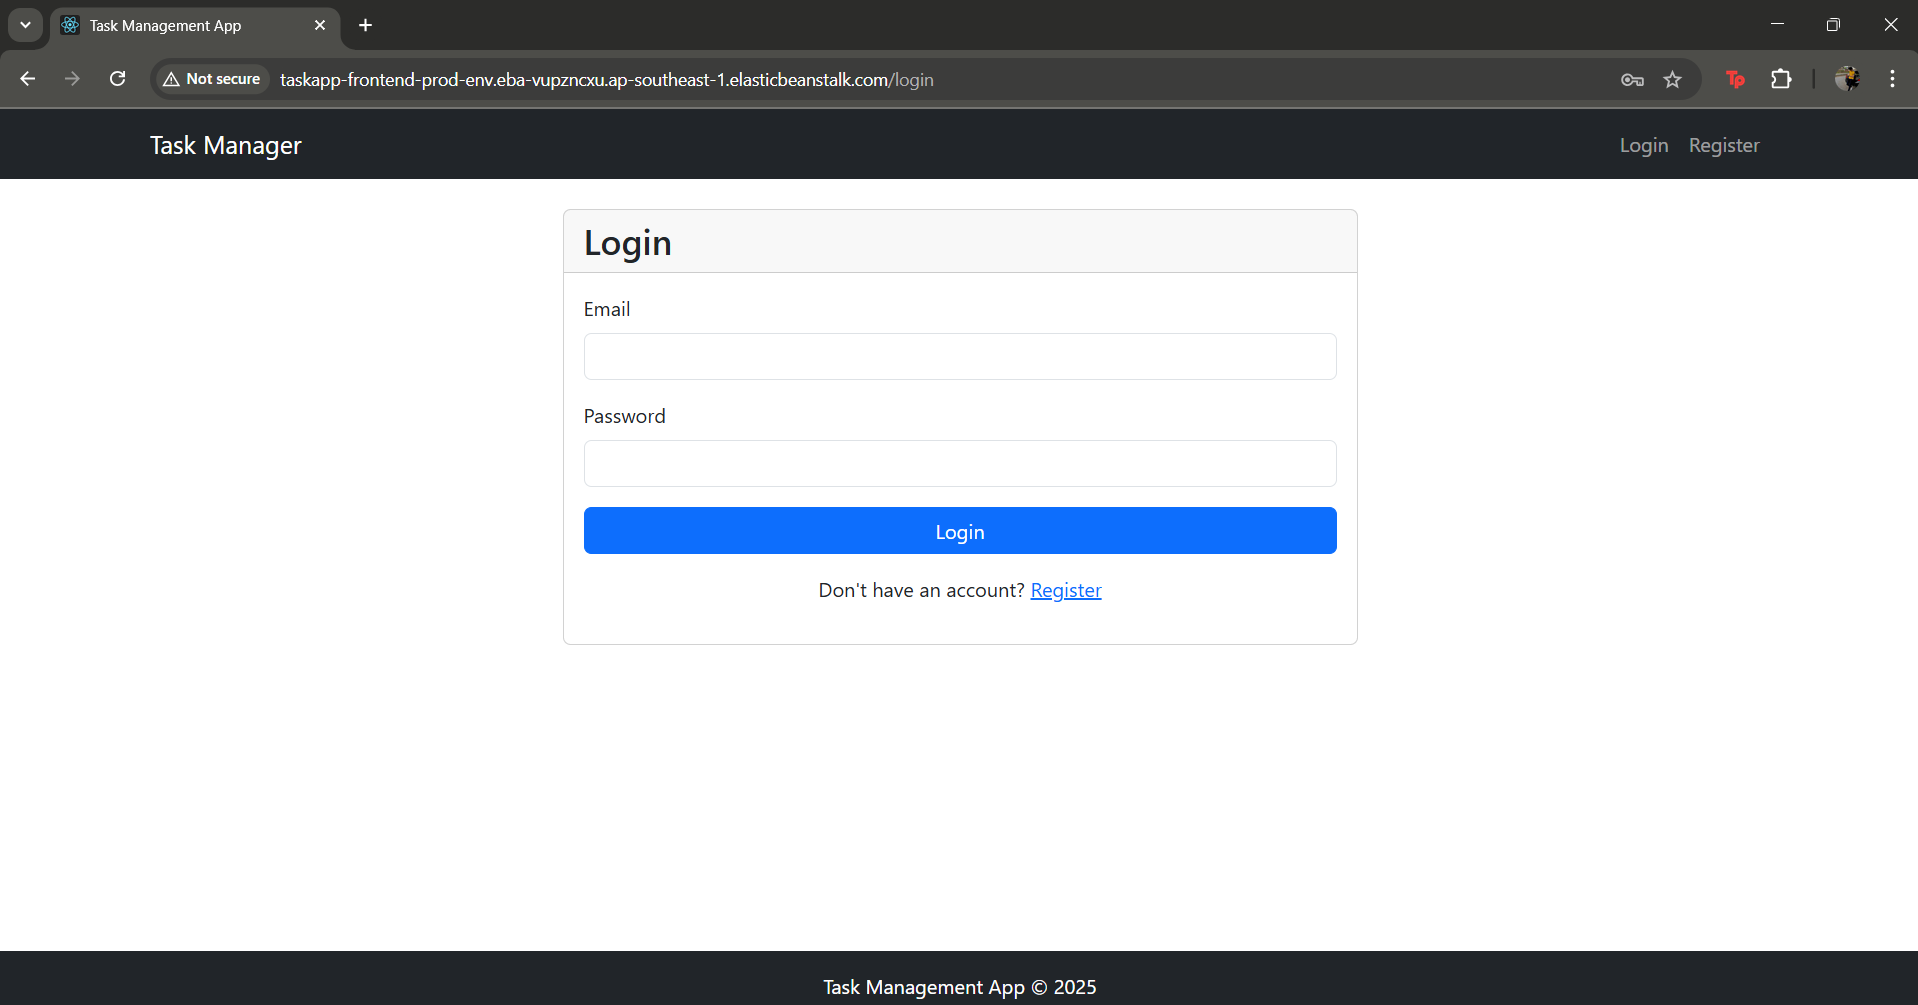 Task Management App
Not secure
taskapp-frontend-prod-env.eba-vupzncxu.ap-southeast-1.elasticbeanstalk.com/login
Tp
Task Manager
Login
Register
Login
Email
Password
Login
Don't have an account? Register
Task Management App © 2025